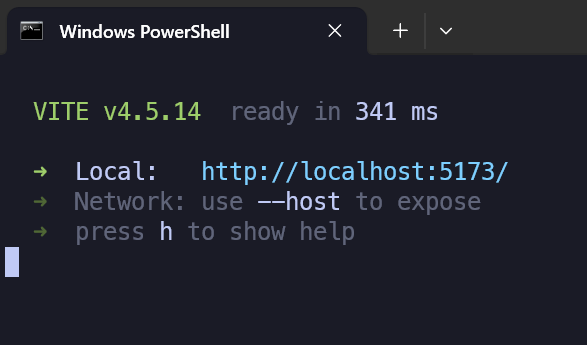 Windows PowerShell
VITE v4.5.14 ready in 341 ms
➜ Local: http://localhost:5173/
➜ Network: use --host to expose
➜ press h to show help